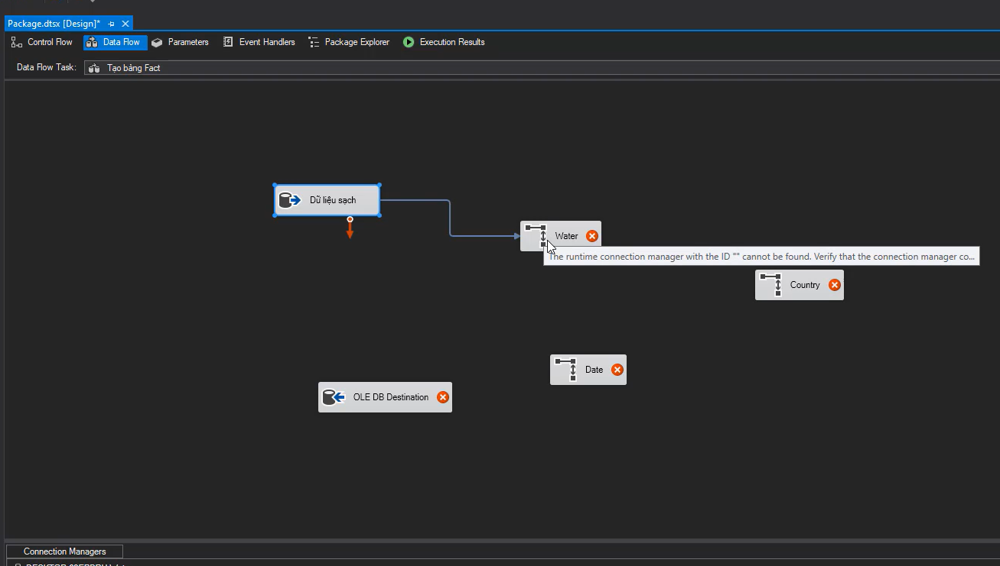 Package.dtsx [Design]*
Control Flow Data Flow Parameters Event Handlers Package Explorer Execution Results
Data Flow Task: Tạo bảng Fact
Dữ liệu sạch
Water
The runtime connection manager with the ID "" cannot be found. Verify that the connection manager co...
Country
Date
OLE DB Destination
Connection Managers